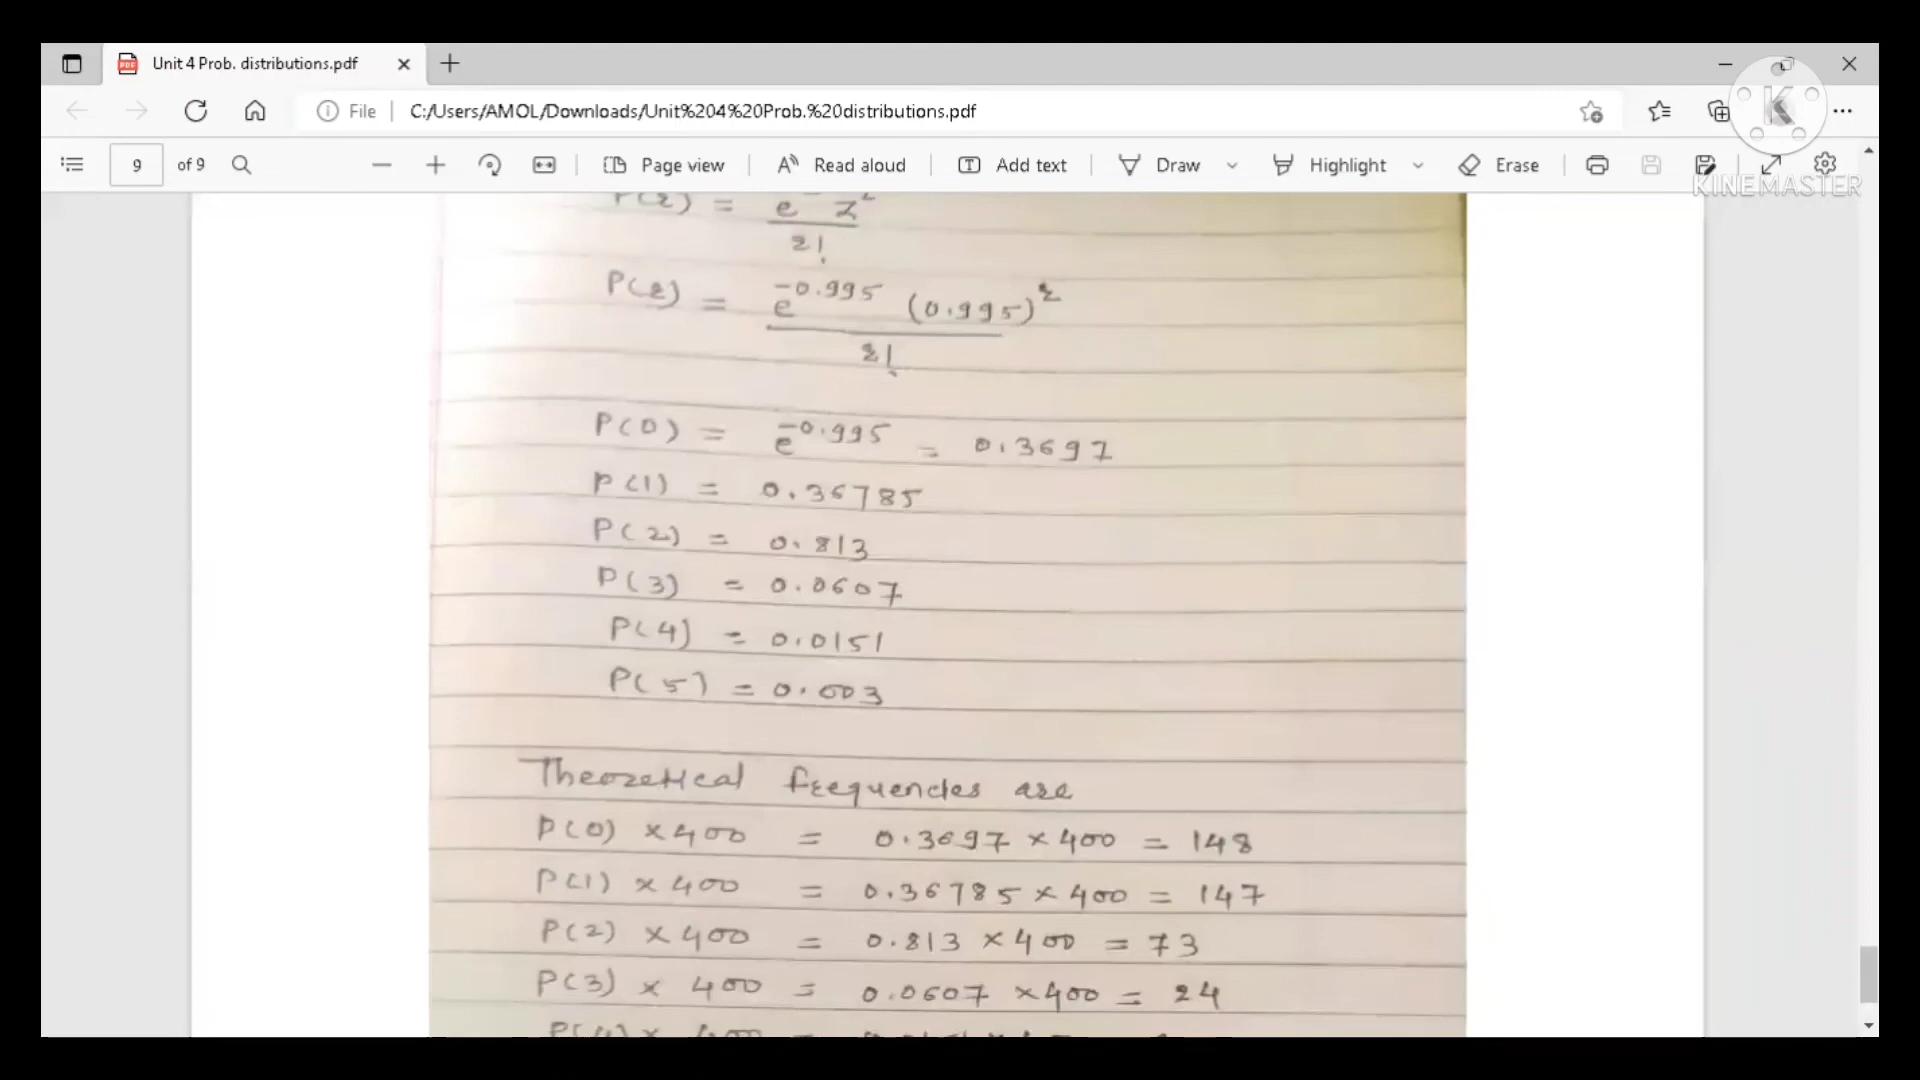 Unit 4 Prob. distributions.pdf
File C:/Users/AMOL/Downloads/Unit%204%20Prob.%20distributions.pdf
9 of 9 Page view Read aloud Add text Draw Highlight Erase
KINEMASTER
P(r) = e z^r
r!
P(r) = e^-0.995 (0.995)^r
r!
P(0) = e^-0.995 = 0.3697
P(1) = 0.36785
P(2) = 0.813
P(3) = 0.0607
P(4) = 0.0151
P(5) = 0.003
Theoretical frequencies are
P(0) × 400 = 0.3697 × 400 = 148
P(1) × 400 = 0.36785 × 400 = 147
P(2) × 400 = 0.813 × 400 = 73
P(3) × 400 = 0.0607 × 400 = 24
P(4) × 400 =